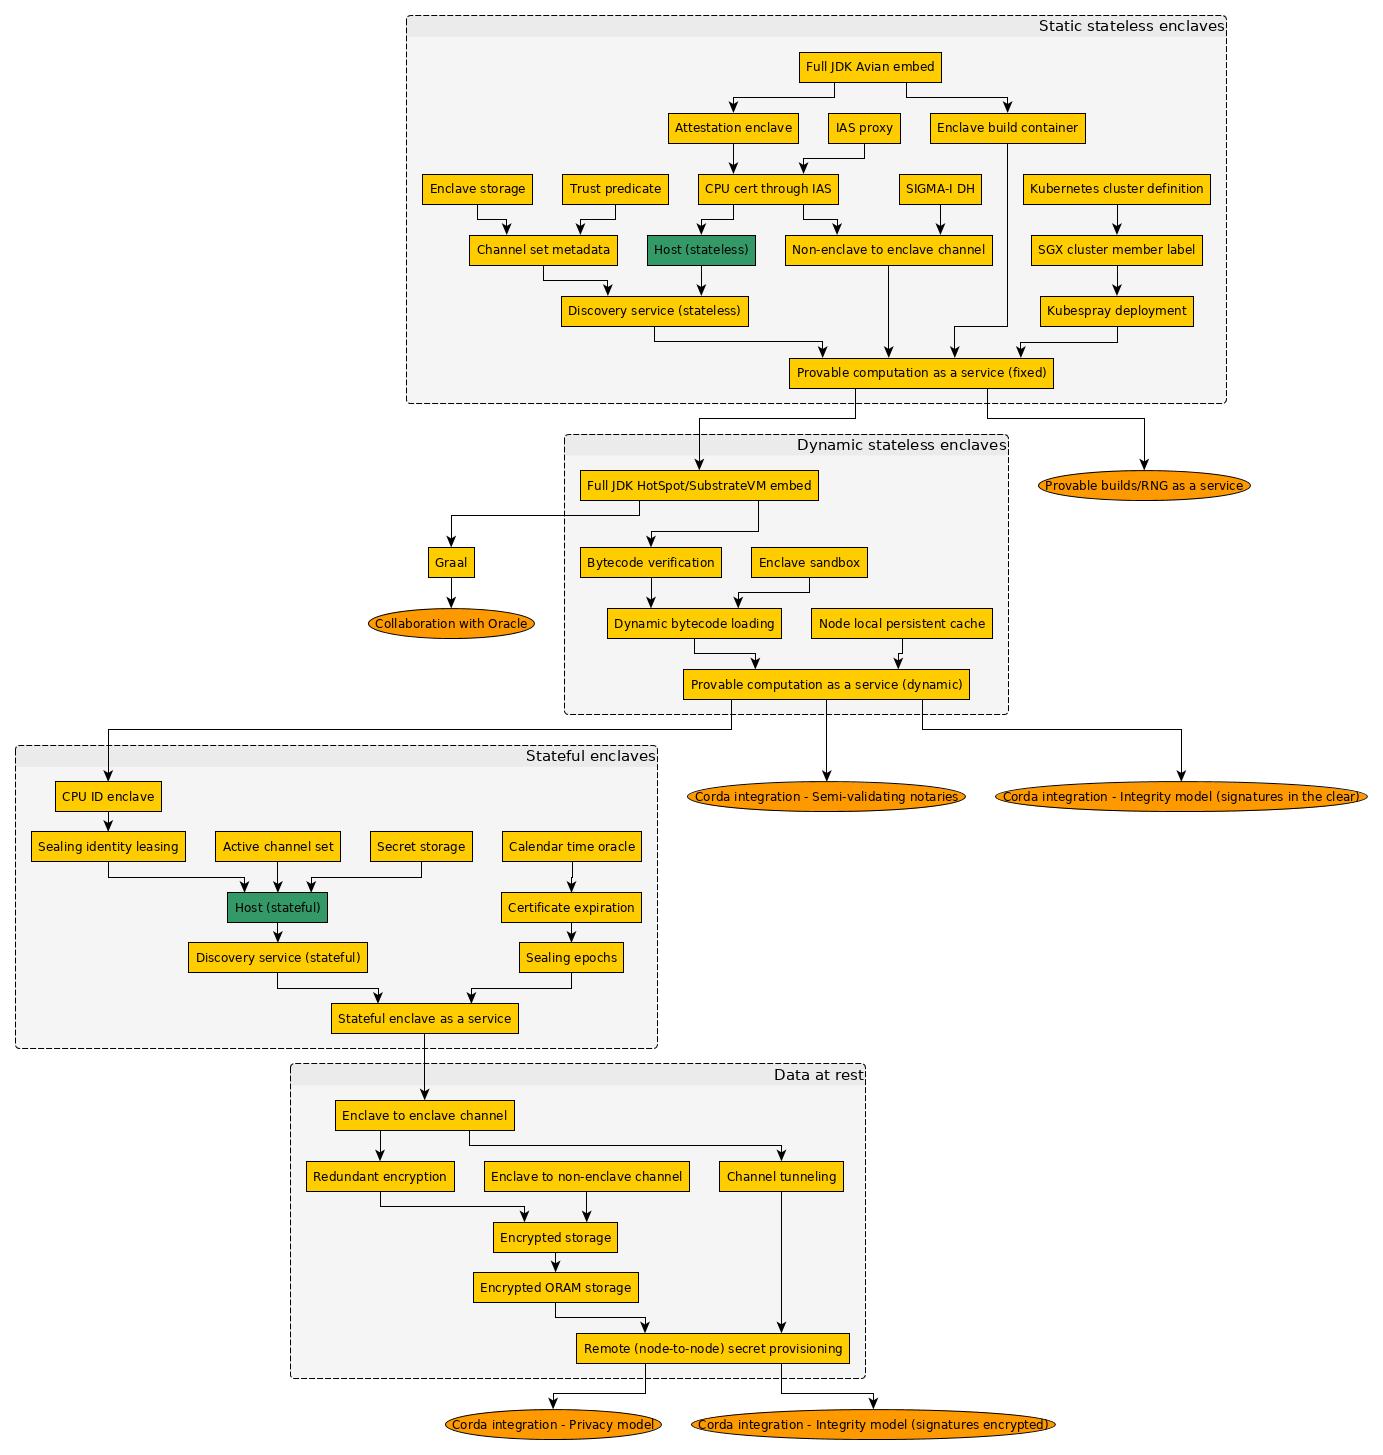 Static stateless enclaves
Full JDK Avian embed
Attestation enclave
IAS proxy
Enclave build container
Enclave storage
Trust predicate
CPU cert through IAS
SIGMA-I DH
Kubernetes cluster definition
Channel set metadata
Host (stateless)
Non-enclave to enclave channel
SGX cluster member label
Discovery service (stateless)
Kubespray deployment
Provable computation as a service (fixed)
Dynamic stateless enclaves
Full JDK HotSpot/SubstrateVM embed
Provable builds/RNG as a service
Graal
Bytecode verification
Enclave sandbox
Collaboration with Oracle
Dynamic bytecode loading
Node local persistent cache
Provable computation as a service (dynamic)
Stateful enclaves
CPU ID enclave
Corda integration - Semi-validating notaries
Corda integration - Integrity model (signatures in the clear)
Sealing identity leasing
Active channel set
Secret storage
Calendar time oracle
Host (stateful)
Certificate expiration
Discovery service (stateful)
Sealing epochs
Stateful enclave as a service
Data at rest
Enclave to enclave channel
Redundant encryption
Enclave to non-enclave channel
Channel tunneling
Encrypted storage
Encrypted ORAM storage
Remote (node-to-node) secret provisioning
Corda integration - Privacy model
Corda integration - Integrity model (signatures encrypted)